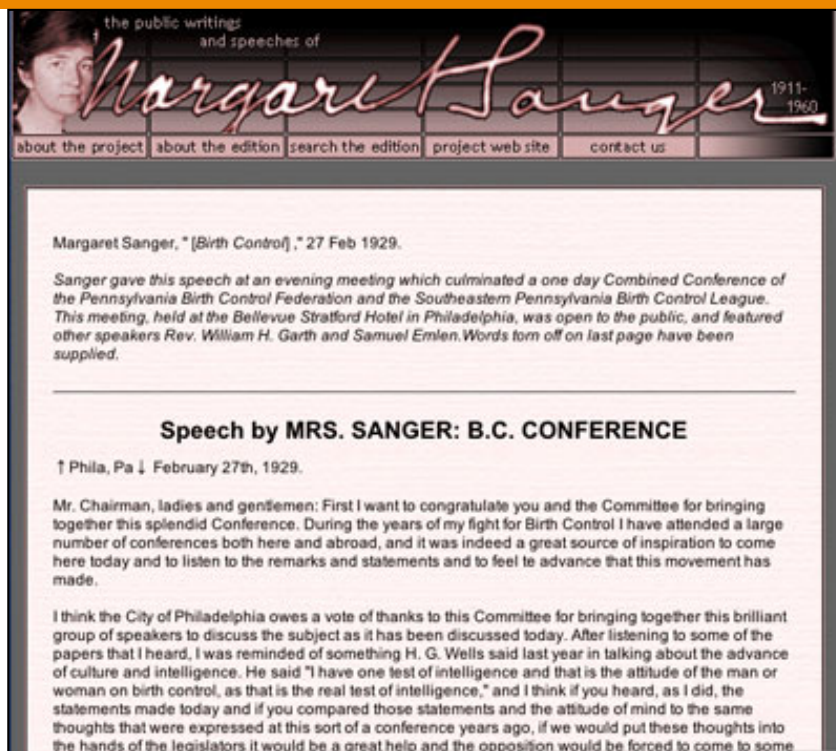 the public writings
and speeches of
Margaret Sanger
1911-
1960
about the project about the edition search the edition project web site contact us
Margaret Sanger, " [Birth Control] ," 27 Feb 1929.
Sanger gave this speech at an evening meeting which culminated a one day Combined Conference of
the Pennsylvania Birth Control Federation and the Southeastern Pennsylvania Birth Control League.
This meeting, held at the Bellevue Stratford Hotel in Philadelphia, was open to the public, and featured
other speakers Rev. William H. Garth and Samuel Emlen.Words torn off on last page have been
supplied.
Speech by MRS. SANGER: B.C. CONFERENCE
↑Phila, Pa↓ February 27th, 1929.
Mr. Chairman, ladies and gentlemen: First I want to congratulate you and the Committee for bringing
together this splendid Conference. During the years of my fight for Birth Control I have attended a large
number of conferences both here and abroad, and it was indeed a great source of inspiration to come
here today and to listen to the remarks and statements and to feel te advance that this movement has
made.
I think the City of Philadelphia owes a vote of thanks to this Committee for bringing together this brilliant
group of speakers to discuss the subject as it has been discussed today. After listening to some of the
papers that I heard, I was reminded of something H. G. Wells said last year in talking about the advance
of culture and intelligence. He said "I have one test of intelligence and that is the attitude of the man or
woman on birth control, as that is the real test of intelligence," and I think if you heard, as I did, the
statements made today and if you compared those statements and the attitude of mind to the same
thoughts that were expressed at this sort of a conference years ago, if we would put these thoughts into
the hands of the legislators it would be a great help and the opposition would be forced to come to some